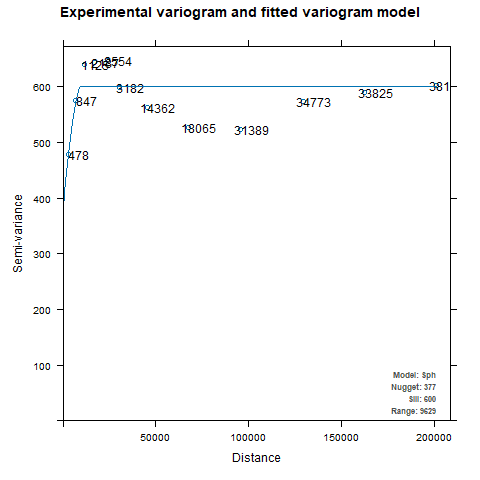 Experimental variogram and fitted variogram model
600
500
400
300
200
100
Semi-variance
478
847
1128
3182
14362
18065
31389
34773
33825
381
Model: Sph
Nugget: 377
Sill: 600
Range: 9629
50000 100000 150000 200000
Distance